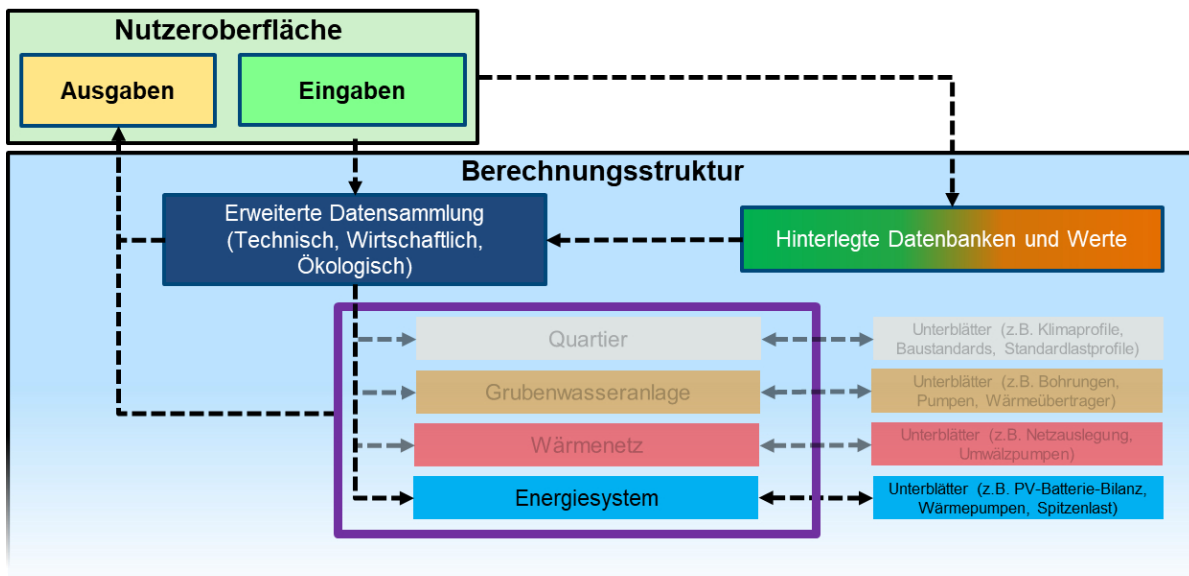 Nutzeroberfläche
Ausgaben
Eingaben
Berechnungsstruktur
Erweiterte Datensammlung
(Technisch, Wirtschaftlich,
Ökologisch)
Hinterlegte Datenbanken und Werte
Quartier
Unterblätter (z.B. Klimaprofile,
Baustandards, Standardlastprofile)
Grubenwasseranlage
Unterblätter (z.B. Bohrungen,
Pumpen, Wärmeübertrager)
Wärmenetz
Unterblätter (z.B. Netzauslegung,
Umwälzpumpen)
Energiesystem
Unterblätter (z.B. PV-Batterie-Bilanz,
Wärmepumpen, Spitzenlast)